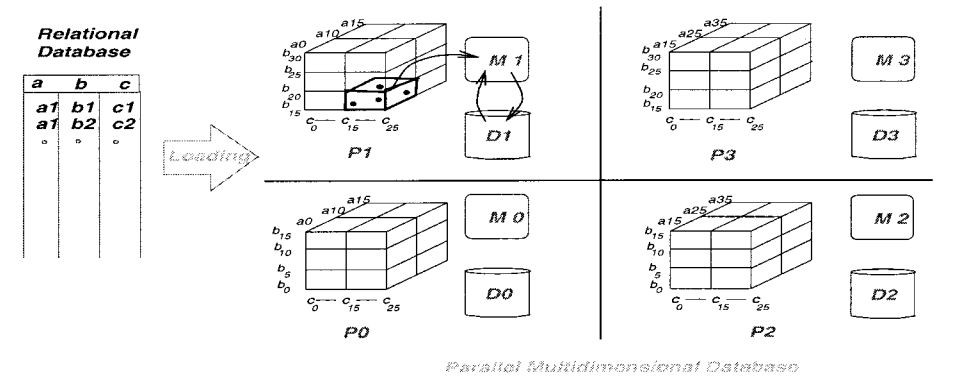 Relational
Database
a b c
a1 b1 c1
a1 b2 c2
Loading
a15
a10
a0
b30
b25
b20
b15
c0 c15 c25
P1
M 1
D1
a35
a25
a15
b30
b25
b20
b15
c0 c15 c25
P3
M 3
D3
a15
a10
a0
b15
b10
b5
b0
c0 c15 c25
P0
M 0
D0
a35
a25
a15
b15
b10
b5
b0
c0 c15 c25
P2
M 2
D2
Parallel Multidimensional Database